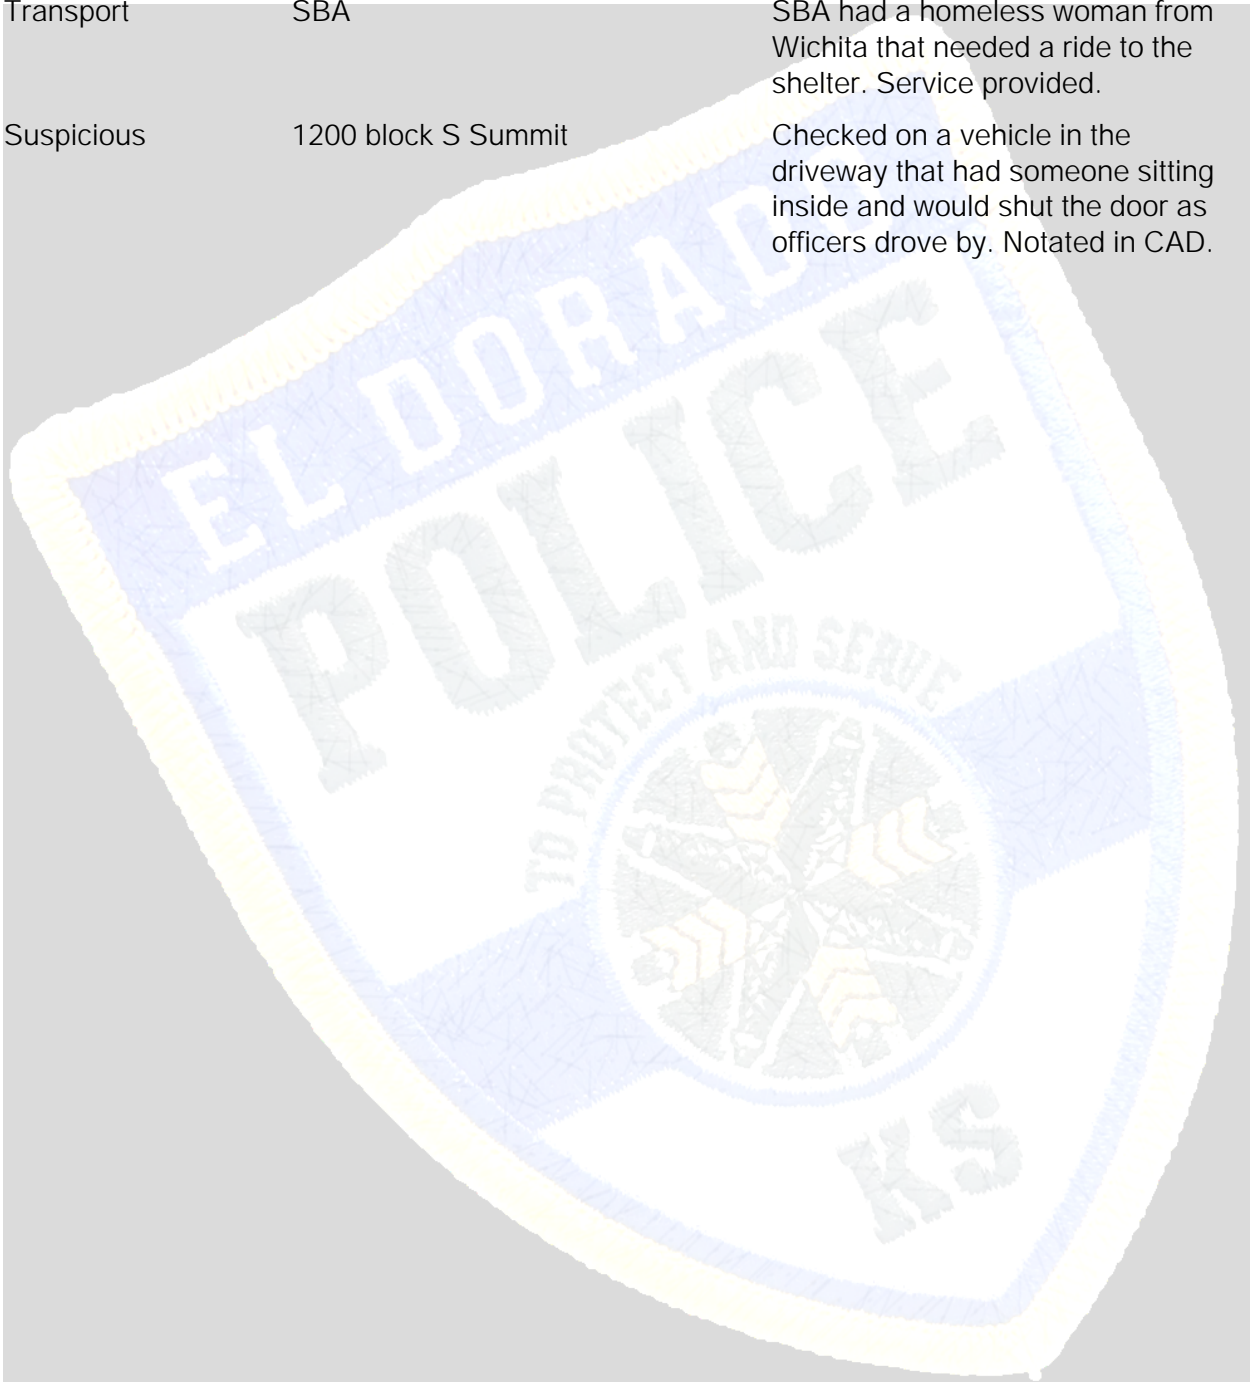 Transport SBA SBA had a homeless woman from
Wichita that needed a ride to the
shelter. Service provided.
Suspicious 1200 block S Summit Checked on a vehicle in the
driveway that had someone sitting
inside and would shut the door as
officers drove by. Notated in CAD.
EL DORADO
POLICE
TO PROTECT AND SERVE
KS